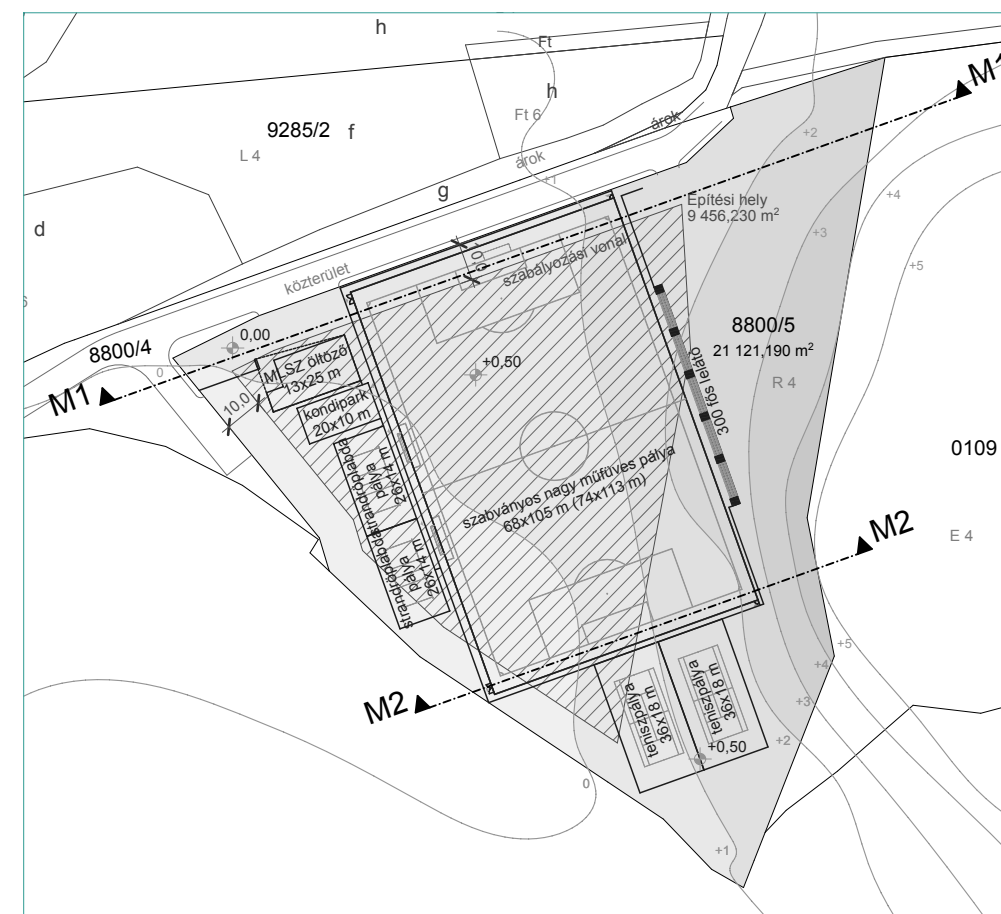 h
Ft
h
Ft 6
M1
9285/2
f
árok
+2
L 4
árok
+1
g
+4
Építési hely
9 456,230 m²
d
+3
10,0
szabályozási vonal
+5
közterület
0,00
8800/5
21 121,190 m²
8800/4
0
MLSZ öltöző
13x25 m
+0,50
300 fős lelátó
R 4
M1
10,0
kondipark
20x10 m
strandröplabda
pálya
26x14 m
0109
szabványos nagy műfüves pálya
68x105 m (74x113 m)
M2
E 4
strandröplabda
pálya
26x14 m
+5
+4
M2
teniszpálya
36x18 m
teniszpálya
36x18 m
+3
+2
+0,50
0
+1